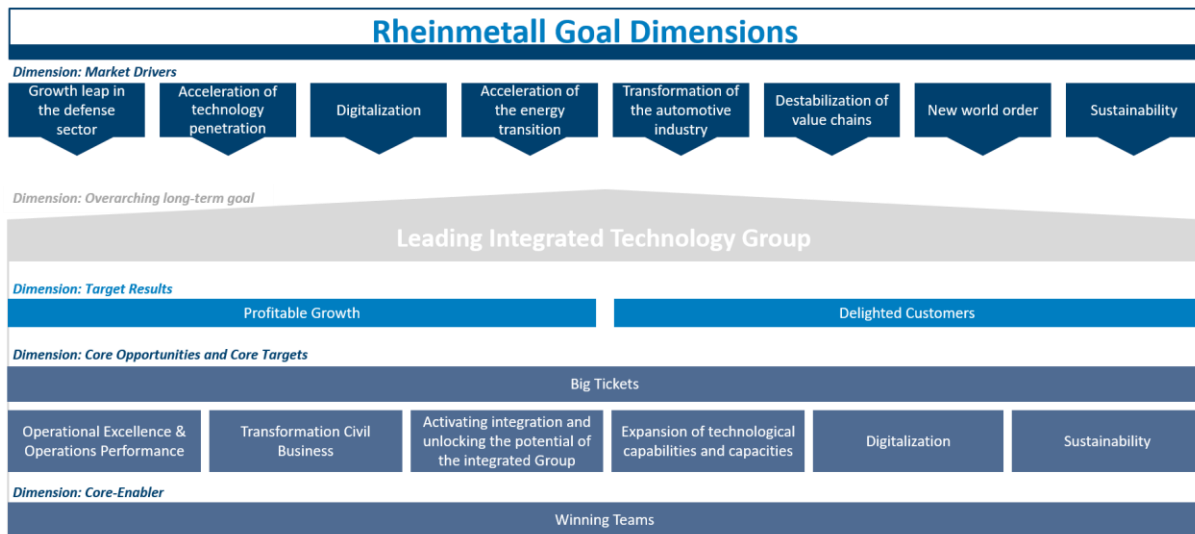 Rheinmetall Goal Dimensions
Dimension: Market Drivers
Growth leap in
the defense
sector
Acceleration of
technology
penetration
Digitalization
Acceleration of
the energy
transition
Transformation of
the automotive
industry
Destabilization of
value chains
New world order
Sustainability
Dimension: Overarching long-term goal
Leading Integrated Technology Group
Dimension: Target Results
Profitable Growth
Delighted Customers
Dimension: Core Opportunities and Core Targets
Big Tickets
Operational Excellence &
Operations Performance
Transformation Civil
Business
Activating integration and
unlocking the potential of
the integrated Group
Expansion of technological
capabilities and capacities
Digitalization
Sustainability
Dimension: Core-Enabler
Winning Teams